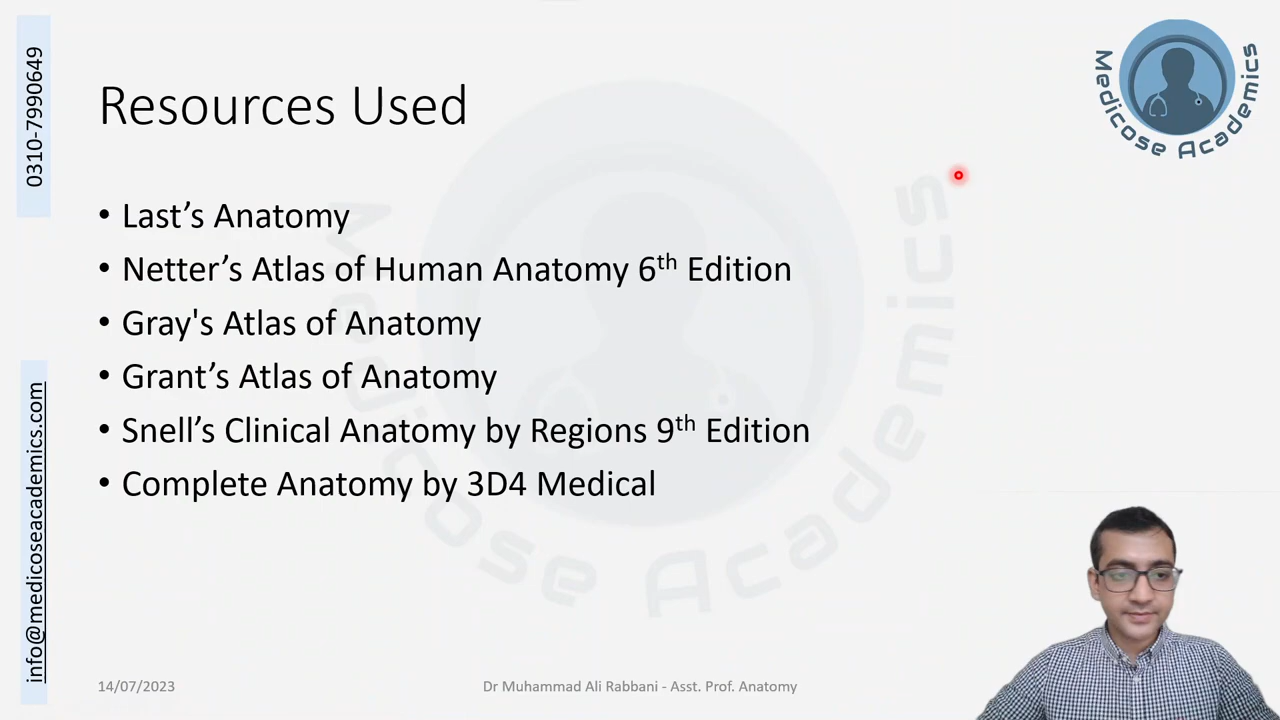 0310-7990649
info@medicoseacademics.com
Medicose Academics
Resources Used
• Last’s Anatomy
• Netter’s Atlas of Human Anatomy 6th Edition
• Gray's Atlas of Anatomy
• Grant’s Atlas of Anatomy
• Snell’s Clinical Anatomy by Regions 9th Edition
• Complete Anatomy by 3D4 Medical
Medicose Academics
14/07/2023
Dr Muhammad Ali Rabbani - Asst. Prof. Anatomy